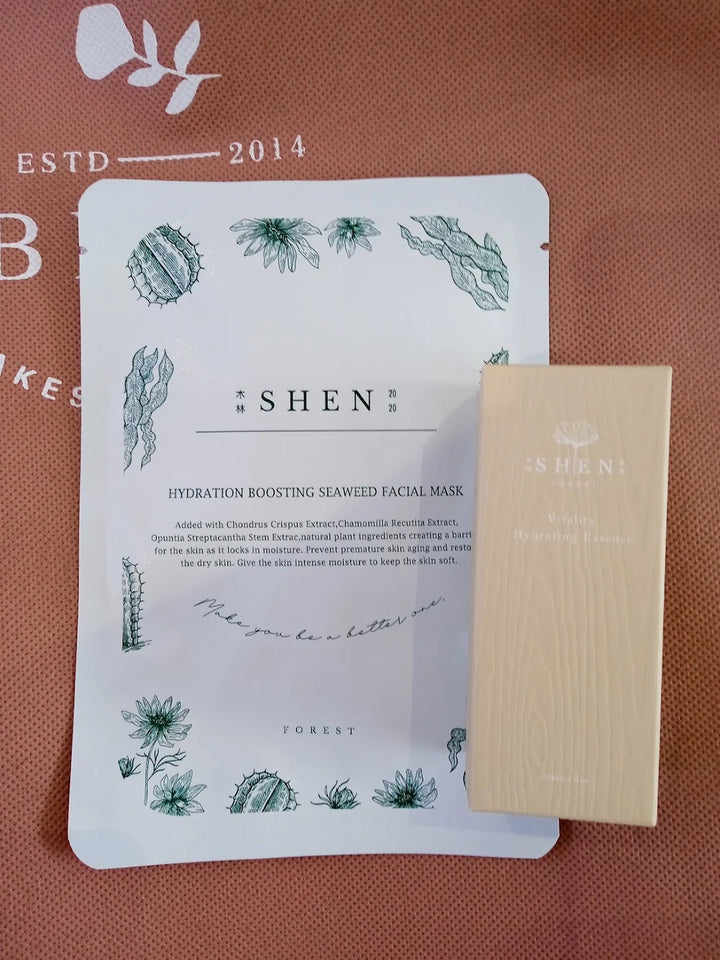 ESTD 2014
B
KES
木林 SHEN 2020
HYDRATION BOOSTING SEAWEED FACIAL MASK
Added with Chondrus Crispus Extract,Chamomilla Recutita Extract,
Opuntia Streptacantha Stem Extrac,natural plant ingredients creating a barri
for the skin as it locks in moisture. Prevent premature skin aging and resto
the dry skin. Give the skin intense moisture to keep the skin soft.
Make you be a better one.
FOREST
SHEN
FOREST
Vitality
Hydrating Essence